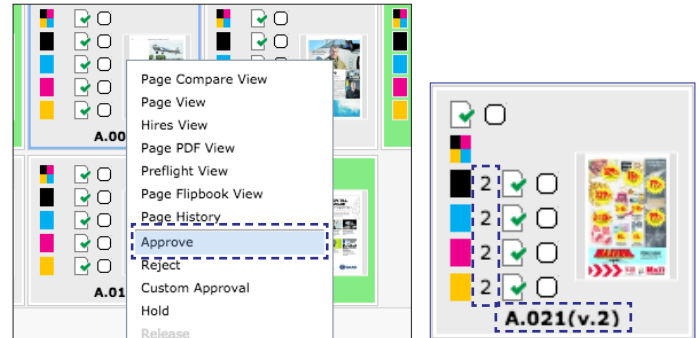 A.00
Page Compare View
Page View
Hires View
Page PDF View
Preflight View
Page Flipbook View
Page History
Approve
Reject
Custom Approval
Hold
Release
A.01
2
2
2
2
A.021(v.2)